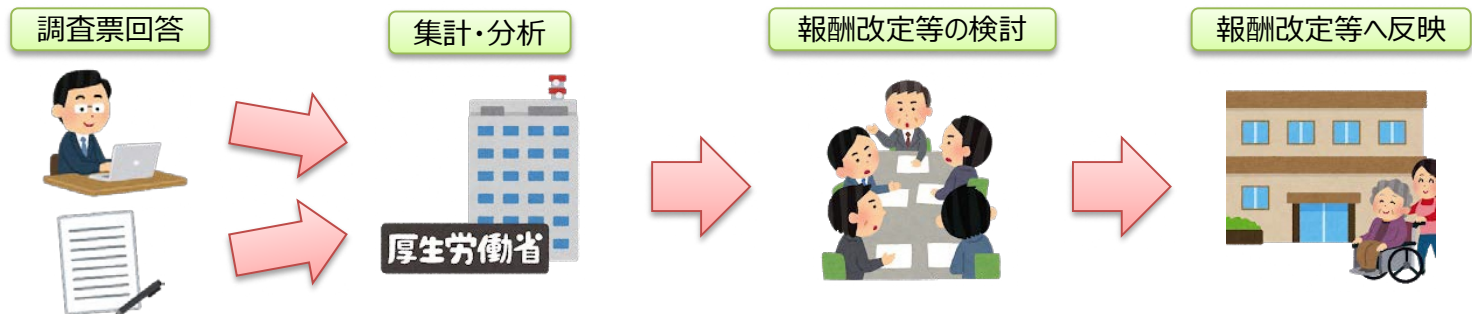 調査票回答
集計・分析
報酬改定等の検討
報酬改定等へ反映
厚生労働省